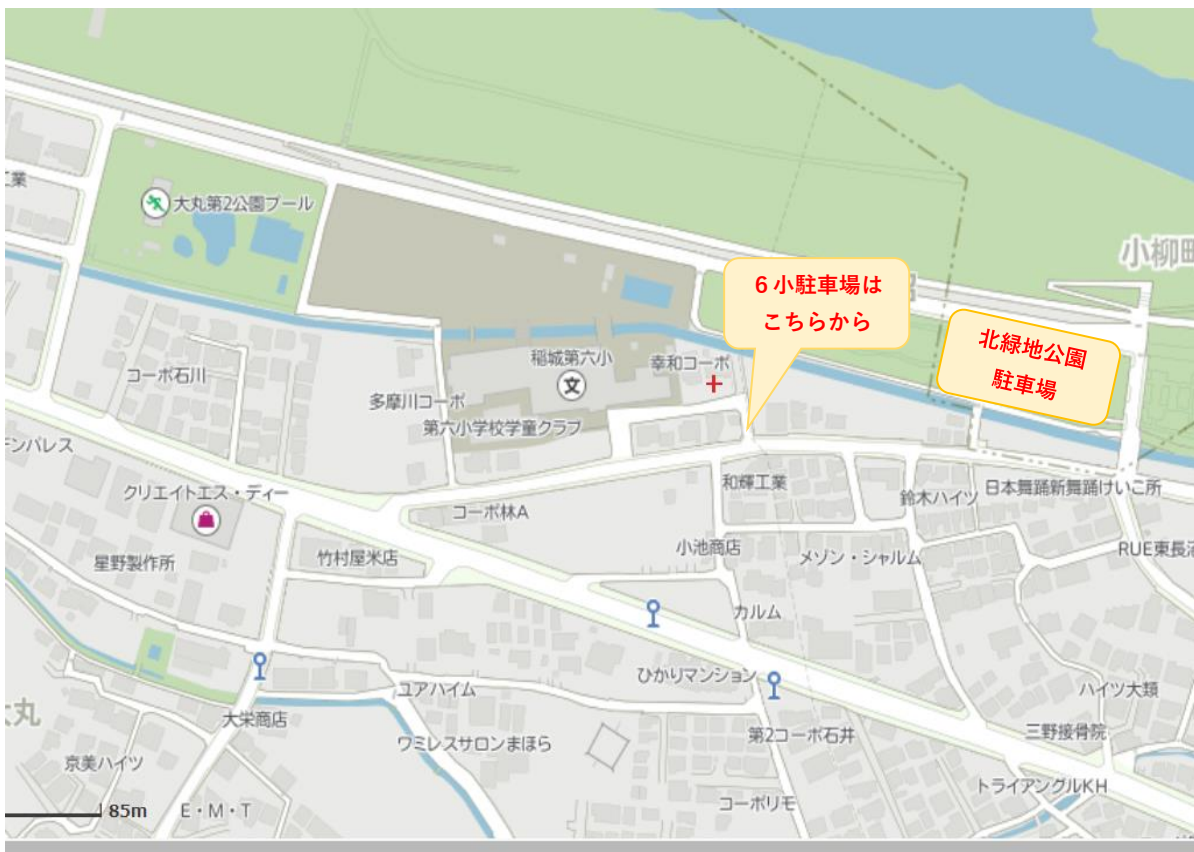 工業
大丸第2公園プール
小柳町
6小駐車場は
こちらから
北緑地公園
駐車場
稲城第六小
文
幸和コーポ
コーポ石川
多摩川コーポ
第六小学校学童クラブ
デンパレス
クリエイトエス・ディー
和輝工業
鈴木ハイツ
日本舞踊新舞踊けいこ所
コーポ林A
小池商店
メゾン・シャルム
RUE東長沼
星野製作所
竹村屋米店
カルム
ひかりマンション
ユアハイム
ハイツ大類
大丸
大栄商店
ワミレスサロンまほら
第2コーポ石井
三野接骨院
京美ハイツ
トライアングルKH
コーポリモ
85m
E・M・T